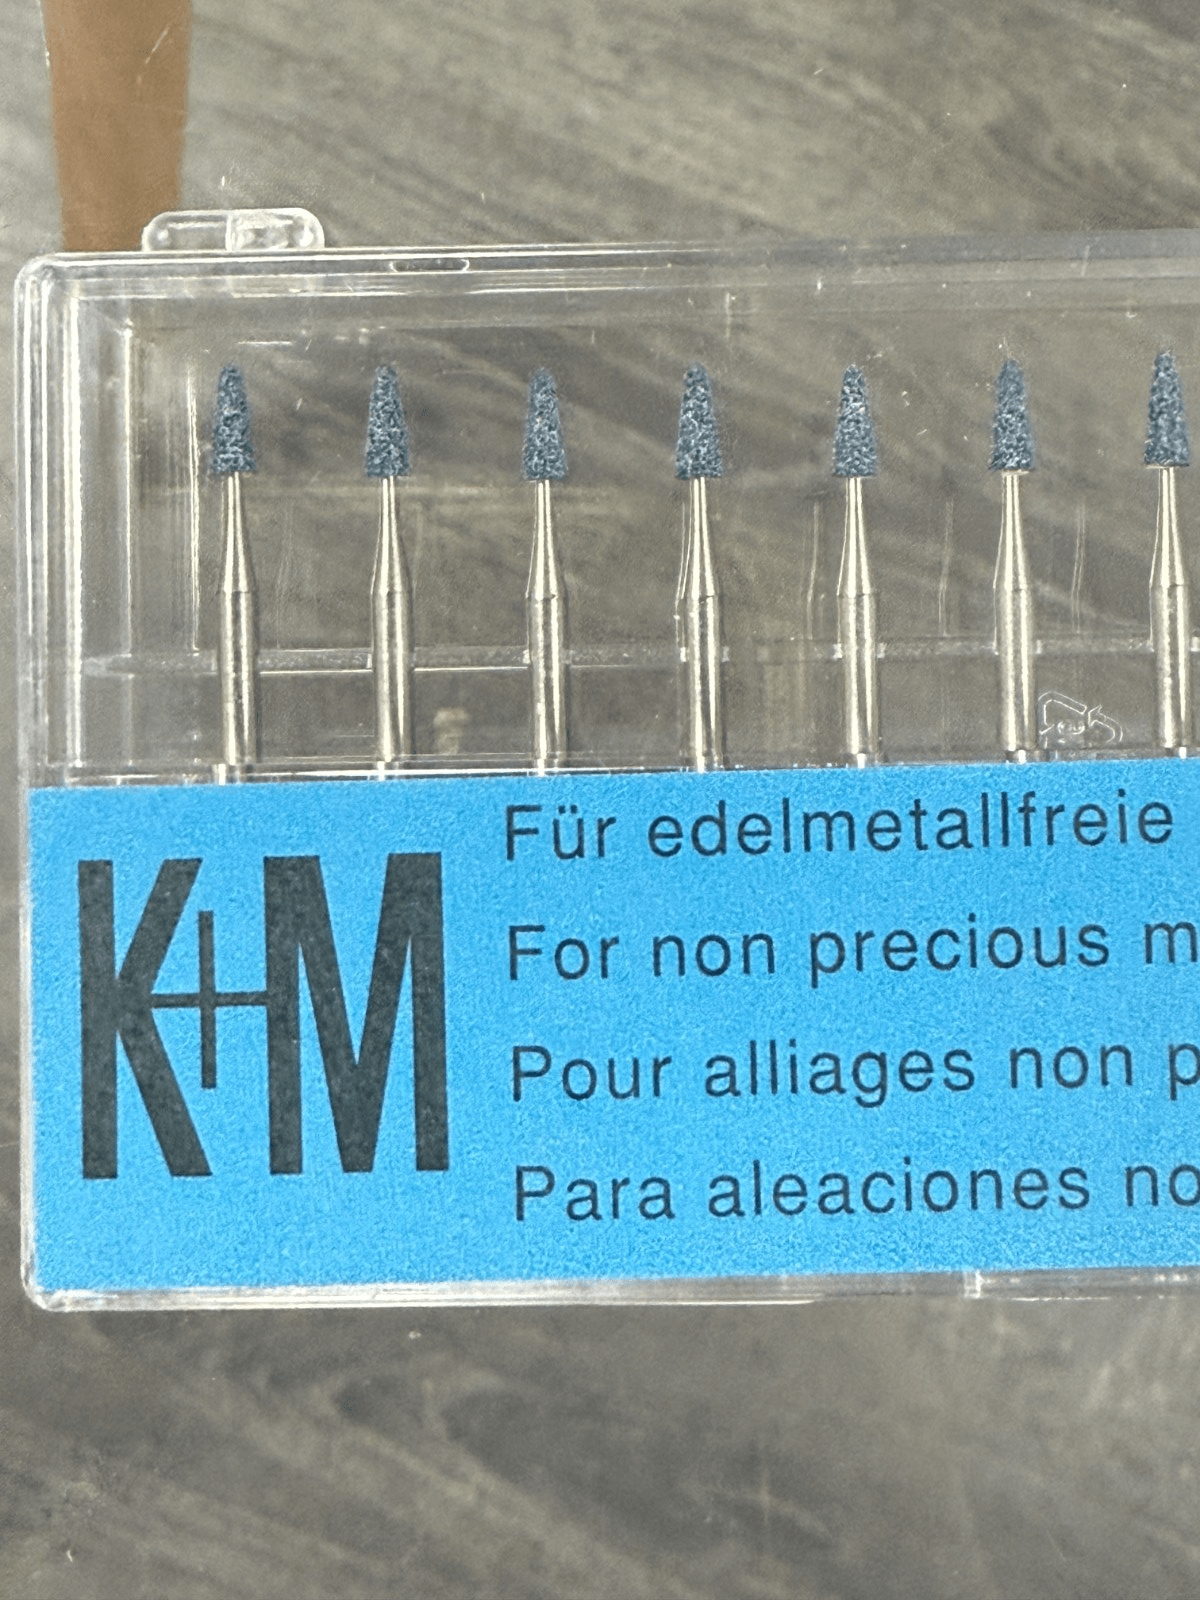 K+M
Für edelmetallfreie
For non precious m
Pour alliages non p
Para aleaciones no